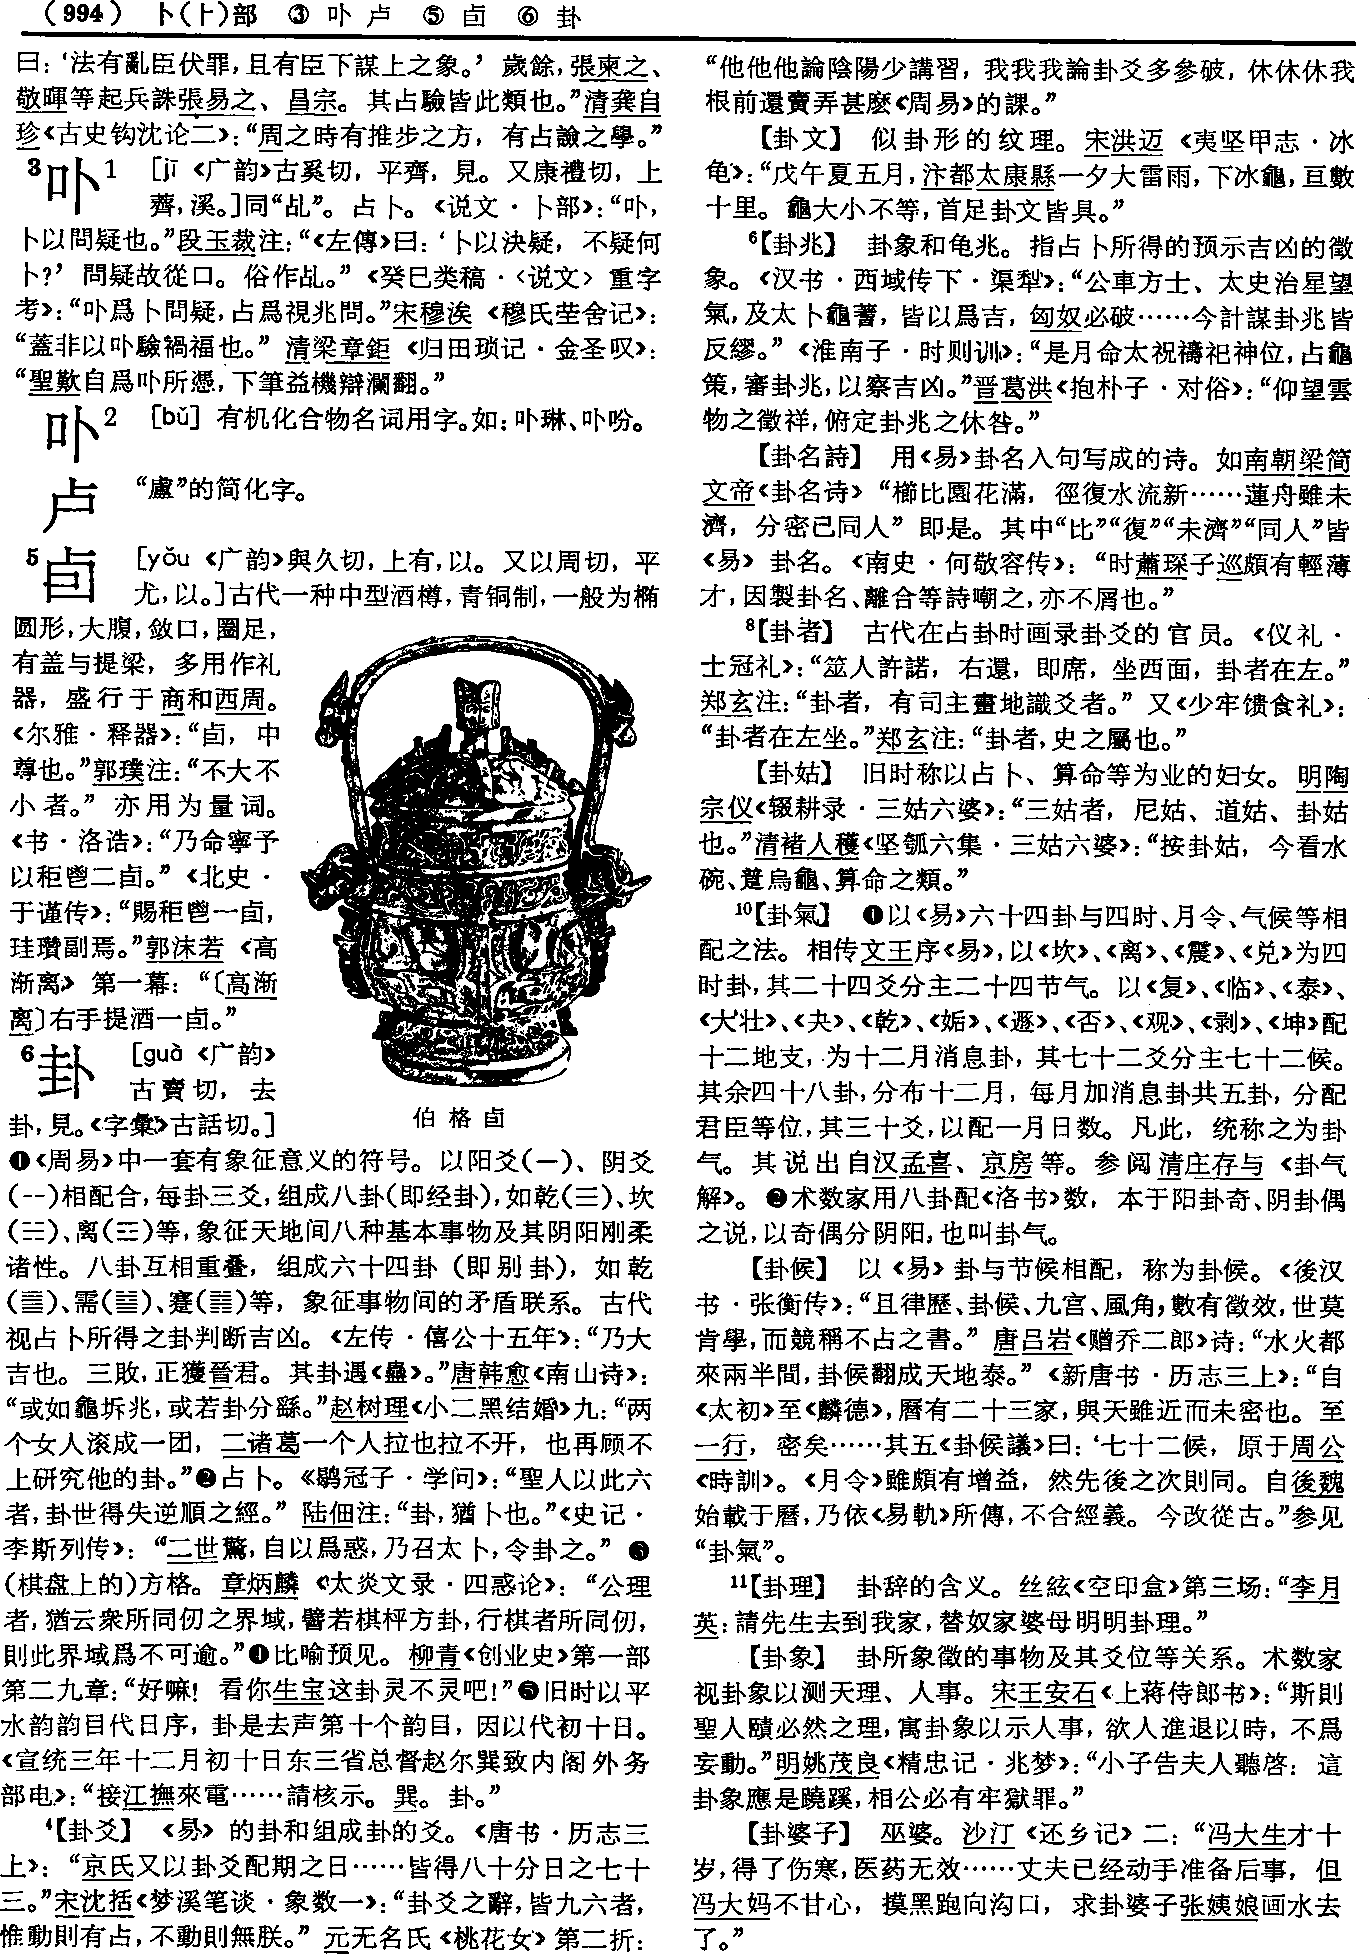 (994) 卜(⺊)部 ③ 卟 卢 ⑤ 卣 ⑥ 卦
曰：‘法有亂臣伏罪，且有臣下謀上之象。’歲餘，張柬之、
敬暉等起兵誅張易之、昌宗。其占驗皆此類也。”清龚自
珍《古史钩沈论二》：“周之時有推步之方，有占譣之學。”
3卟1 [jī 《广韵》古奚切，平齊，見。又康禮切，上
薺，溪。]同“乩”。占卜。《说文·卜部》：“卟，
卜以問疑也。”段玉裁注：“《左傳》曰：‘卜以決疑，不疑何
卜？’問疑故從口。俗作乩。”《癸巳类稿·〈说文〉重字
考》：“卟爲卜問疑，占爲視兆問。”宋穆涘《穆氏茔舍记》：
“蓋非以卟驗禍福也。”清梁章鉅《归田琐记·金圣叹》：
“聖歎自爲卟所憑，下筆益機辯瀾翻。”
卟2 [bǔ] 有机化合物名词用字。如：卟琳、卟吩。
卢 “盧”的简化字。
5卣 [yǒu 《广韵》與久切，上有，以。又以周切，平
尤，以。]古代一种中型酒樽，青铜制，一般为椭
圆形，大腹，敛口，圈足，
有盖与提梁，多用作礼
器，盛行于商和西周。
《尔雅·释器》：“卣，中
尊也。”郭璞注：“不大不
小者。”亦用为量词。
《书·洛诰》：“乃命寧予
以秬鬯二卣。”《北史·
于谨传》：“賜秬鬯一卣，
珪瓚副焉。”郭沫若《高
渐离》第一幕：“〔高渐
离〕右手提酒一卣。”
6卦 [guà 《广韵》
古賣切，去
卦，見。《字彙》古話切。]
伯格卣
❶《周易》中一套有象征意义的符号。以阳爻(—)、阴爻
(--)相配合，每卦三爻，组成八卦(即经卦)，如乾(☰)、坎
(☵)、离(☲)等，象征天地间八种基本事物及其阴阳刚柔
诸性。八卦互相重叠，组成六十四卦(即别卦)，如乾
(䷀)、需(䷄)、蹇(䷦)等，象征事物间的矛盾联系。古代
视占卜所得之卦判断吉凶。《左传·僖公十五年》：“乃大
吉也。三敗，正獲晉君。其卦遇《蠱》。”唐韩愈《南山诗》：
“或如龜坼兆，或若卦分繇。”赵树理《小二黑结婚》九：“两
个女人滚成一团，二诸葛一个人拉也拉不开，也再顾不
上研究他的卦。”❷占卜。《鹖冠子·学问》：“聖人以此六
者，卦世得失逆順之經。”陆佃注：“卦，猶卜也。”《史记·
李斯列传》：“二世驚，自以爲惑，乃召太卜，令卦之。”❸
(棋盘上的)方格。章炳麟《太炎文录·四惑论》：“公理
者，猶云衆所同仞之界域，譬若棋枰方卦，行棋者所同仞，
則此界域爲不可逾。”❹比喻预见。柳青《创业史》第一部
第二九章：“好嘛！看你生宝这卦灵不灵吧！”❺旧时以平
水韵韵目代日序，卦是去声第十个韵目，因以代初十日。
《宣统三年十二月初十日东三省总督赵尔巽致内阁外务
部电》：“接江撫來電……請核示。巽。卦。”
4【卦爻】 《易》的卦和组成卦的爻。《唐书·历志三
上》：“京氏又以卦爻配期之日……皆得八十分日之七十
三。”宋沈括《梦溪笔谈·象数一》：“卦爻之辭，皆九六者，
惟動則有占，不動則無朕。”元无名氏《桃花女》第二折：
“他他他論陰陽少講習，我我我論卦爻多參破，休休休我
根前還賣弄甚麽《周易》的課。”
【卦文】 似卦形的纹理。宋洪迈《夷坚甲志·冰
龟》：“戊午夏五月，汴都太康縣一夕大雷雨，下冰龜，亘數
十里。龜大小不等，首足卦文皆具。”
6【卦兆】 卦象和龟兆。指占卜所得的预示吉凶的徵
象。《汉书·西域传下·渠犁》：“公車方士、太史治星望
氣，及太卜龜蓍，皆以爲吉，匈奴必破……今計謀卦兆皆
反繆。”《淮南子·时则训》：“是月命太祝禱祀神位，占龜
策，審卦兆，以察吉凶。”晋葛洪《抱朴子·对俗》：“仰望雲
物之徵祥，俯定卦兆之休咎。”
【卦名詩】 用《易》卦名入句写成的诗。如南朝梁简
文帝《卦名诗》“櫛比園花滿，徑復水流新……蓮舟雖未
濟，分密已同人”即是。其中“比”“復”“未濟”“同人”皆
《易》卦名。《南史·何敬容传》：“时蕭琛子巡頗有輕薄
才，因製卦名、離合等詩嘲之，亦不屑也。”
8【卦者】 古代在占卦时画录卦爻的官员。《仪礼·
士冠礼》：“筮人許諾，右還，即席，坐西面，卦者在左。”
郑玄注：“卦者，有司主畫地識爻者。”又《少牢馈食礼》：
“卦者在左坐。”郑玄注：“卦者，史之屬也。”
【卦姑】 旧时称以占卜、算命等为业的妇女。明陶
宗仪《辍耕录·三姑六婆》：“三姑者，尼姑、道姑、卦姑
也。”清褚人穫《坚瓠六集·三姑六婆》：“按卦姑，今看水
碗、踅烏龜、算命之類。”
10【卦氣】 ❶以《易》六十四卦与四时、月令、气候等相
配之法。相传文王序《易》，以《坎》、《离》、《震》、《兑》为四
时卦，其二十四爻分主二十四节气。以《复》、《临》、《泰》、
《大壮》、《夬》、《乾》、《姤》、《遯》、《否》、《观》、《剥》、《坤》配
十二地支，为十二月消息卦，其七十二爻分主七十二候。
其余四十八卦，分布十二月，每月加消息卦共五卦，分配
君臣等位，其三十爻，以配一月日数。凡此，统称之为卦
气。其说出自汉孟喜、京房等。参阅清庄存与《卦气
解》。❷术数家用八卦配《洛书》数，本于阳卦奇、阴卦偶
之说，以奇偶分阴阳，也叫卦气。
【卦候】 以《易》卦与节候相配，称为卦候。《後汉
书·张衡传》：“且律歷、卦候、九宫、風角，數有徵效，世莫
肯學，而競稱不占之書。”唐吕岩《赠乔二郎》诗：“水火都
來兩半間，卦候翻成天地泰。”《新唐书·历志三上》：“自
《太初》至《麟德》，曆有二十三家，與天雖近而未密也。至
一行，密矣……其五《卦候議》曰：‘七十二候，原于周公
《時訓》。《月令》雖頗有增益，然先後之次則同。自後魏
始載于曆，乃依《易軌》所傳，不合經義。今改從古。”参见
“卦氣”。
11【卦理】 卦辞的含义。丝絃《空印盒》第三场：“李月
英：請先生去到我家，替奴家婆母明明卦理。”
【卦象】 卦所象徵的事物及其爻位等关系。术数家
视卦象以测天理、人事。宋王安石《上蒋侍郎书》：“斯則
聖人賾必然之理，寓卦象以示人事，欲人進退以時，不爲
妄動。”明姚茂良《精忠记·兆梦》：“小子告夫人聽啓：這
卦象應是蹺蹊，相公必有牢獄罪。”
【卦婆子】 巫婆。沙汀《还乡记》二：“冯大生才十
岁，得了伤寒，医药无效……丈夫已经动手准备后事，但
冯大妈不甘心，摸黑跑向沟口，求卦婆子张姨娘画水去
了。”